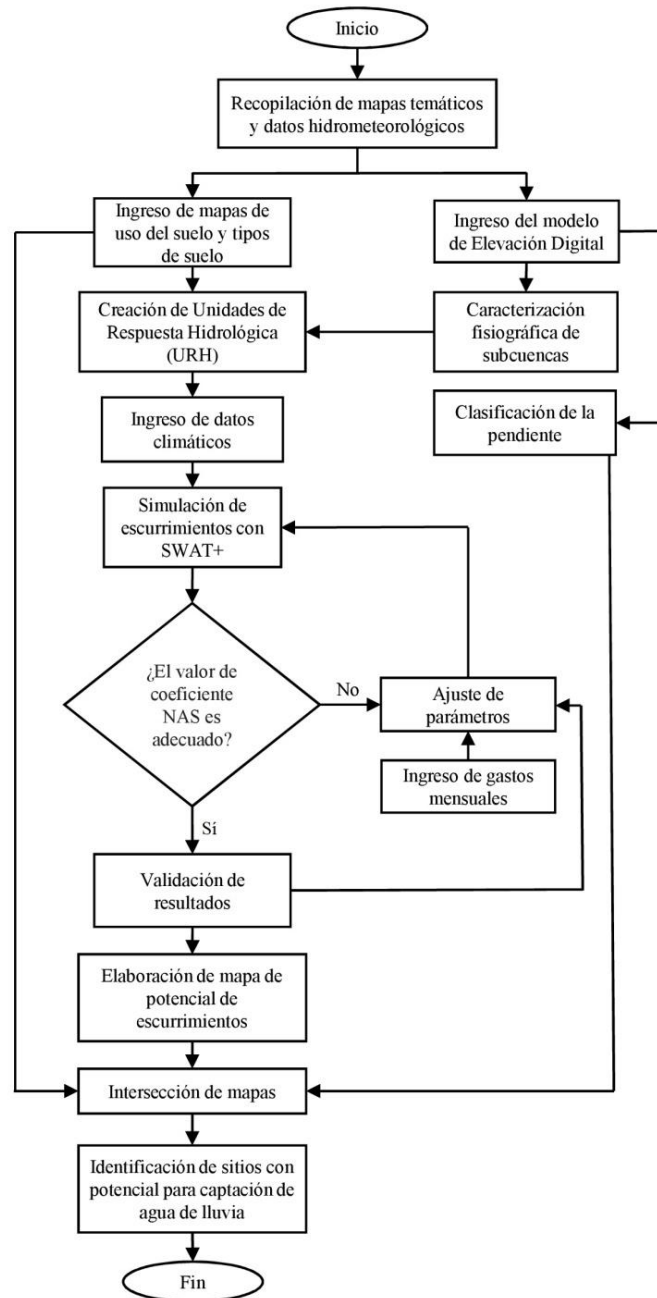 Inicio
Recopilación de mapas temáticos
y datos hidrometeorológicos
Ingreso de mapas de
uso del suelo y tipos
de suelo
Ingreso del modelo
de Elevación Digital
Creación de Unidades de
Respuesta Hidrológica
(URH)
Caracterización
fisiográfica de
subcuencas
Ingreso de datos
climáticos
Clasificación de la
pendiente
Simulación de
escurrimientos con
SWAT+
¿El valor de
coeficiente
NAS es
adecuado?
No
Ajuste de
parámetros
Ingreso de gastos
mensuales
Sí
Validación de
resultados
Elaboración de mapa de
potencial de
escurrimientos
Intersección de mapas
Identificación de sitios con
potencial para captación de
agua de lluvia
Fin